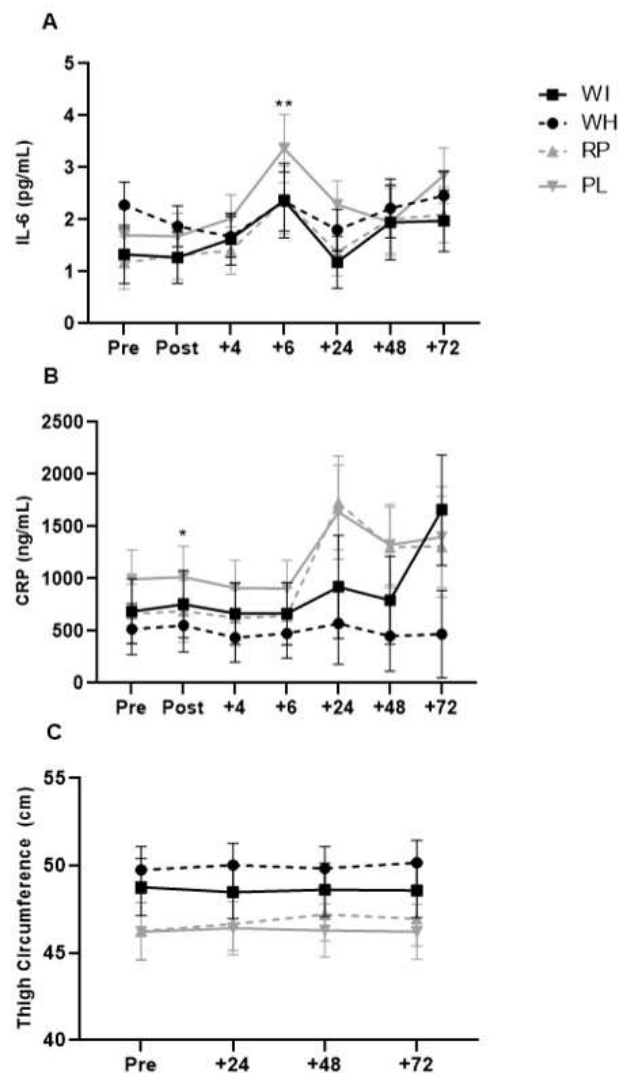 A
5
4
3
2
1
0
IL-6 (pg/mL)
**
Pre Post +4 +6 +24 +48 +72
WI
WH
RP
PL
B
2500
2000
1500
1000
500
0
CRP (ng/mL)
*
Pre Post +4 +6 +24 +48 +72
C
55
50
45
40
Thigh Circumference (cm)
Pre +24 +48 +72